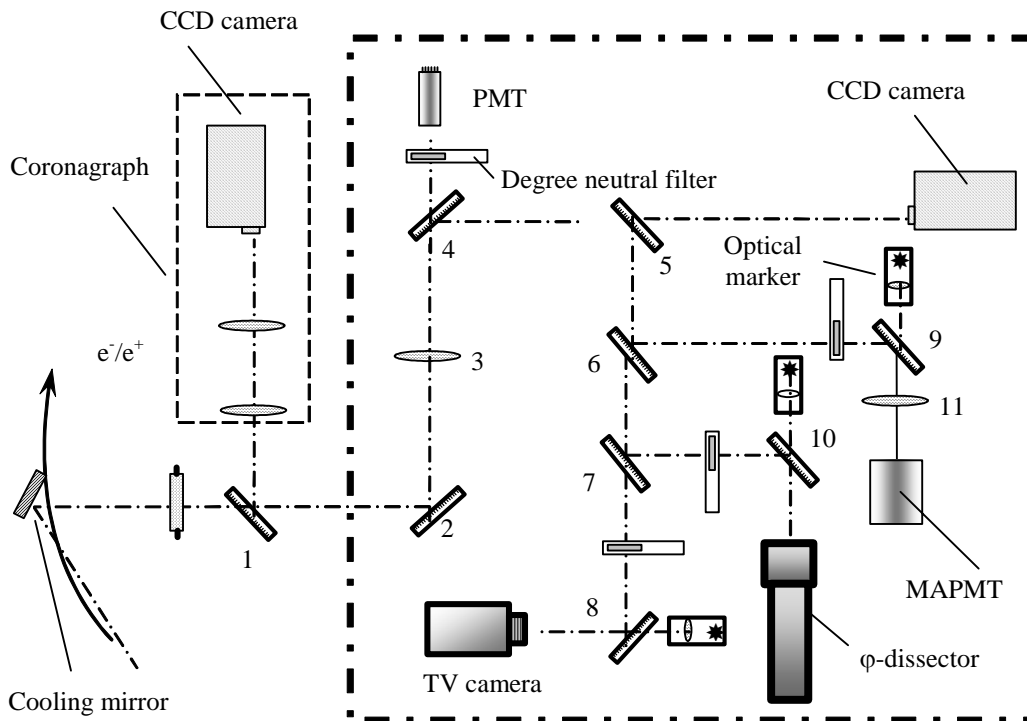 CCD camera
PMT
CCD camera
Coronagraph
Degree neutral filter
4
5
Optical
marker
e⁻/e⁺
3
6
9
11
10
7
1
2
MAPMT
8
φ-dissector
TV camera
Cooling mirror